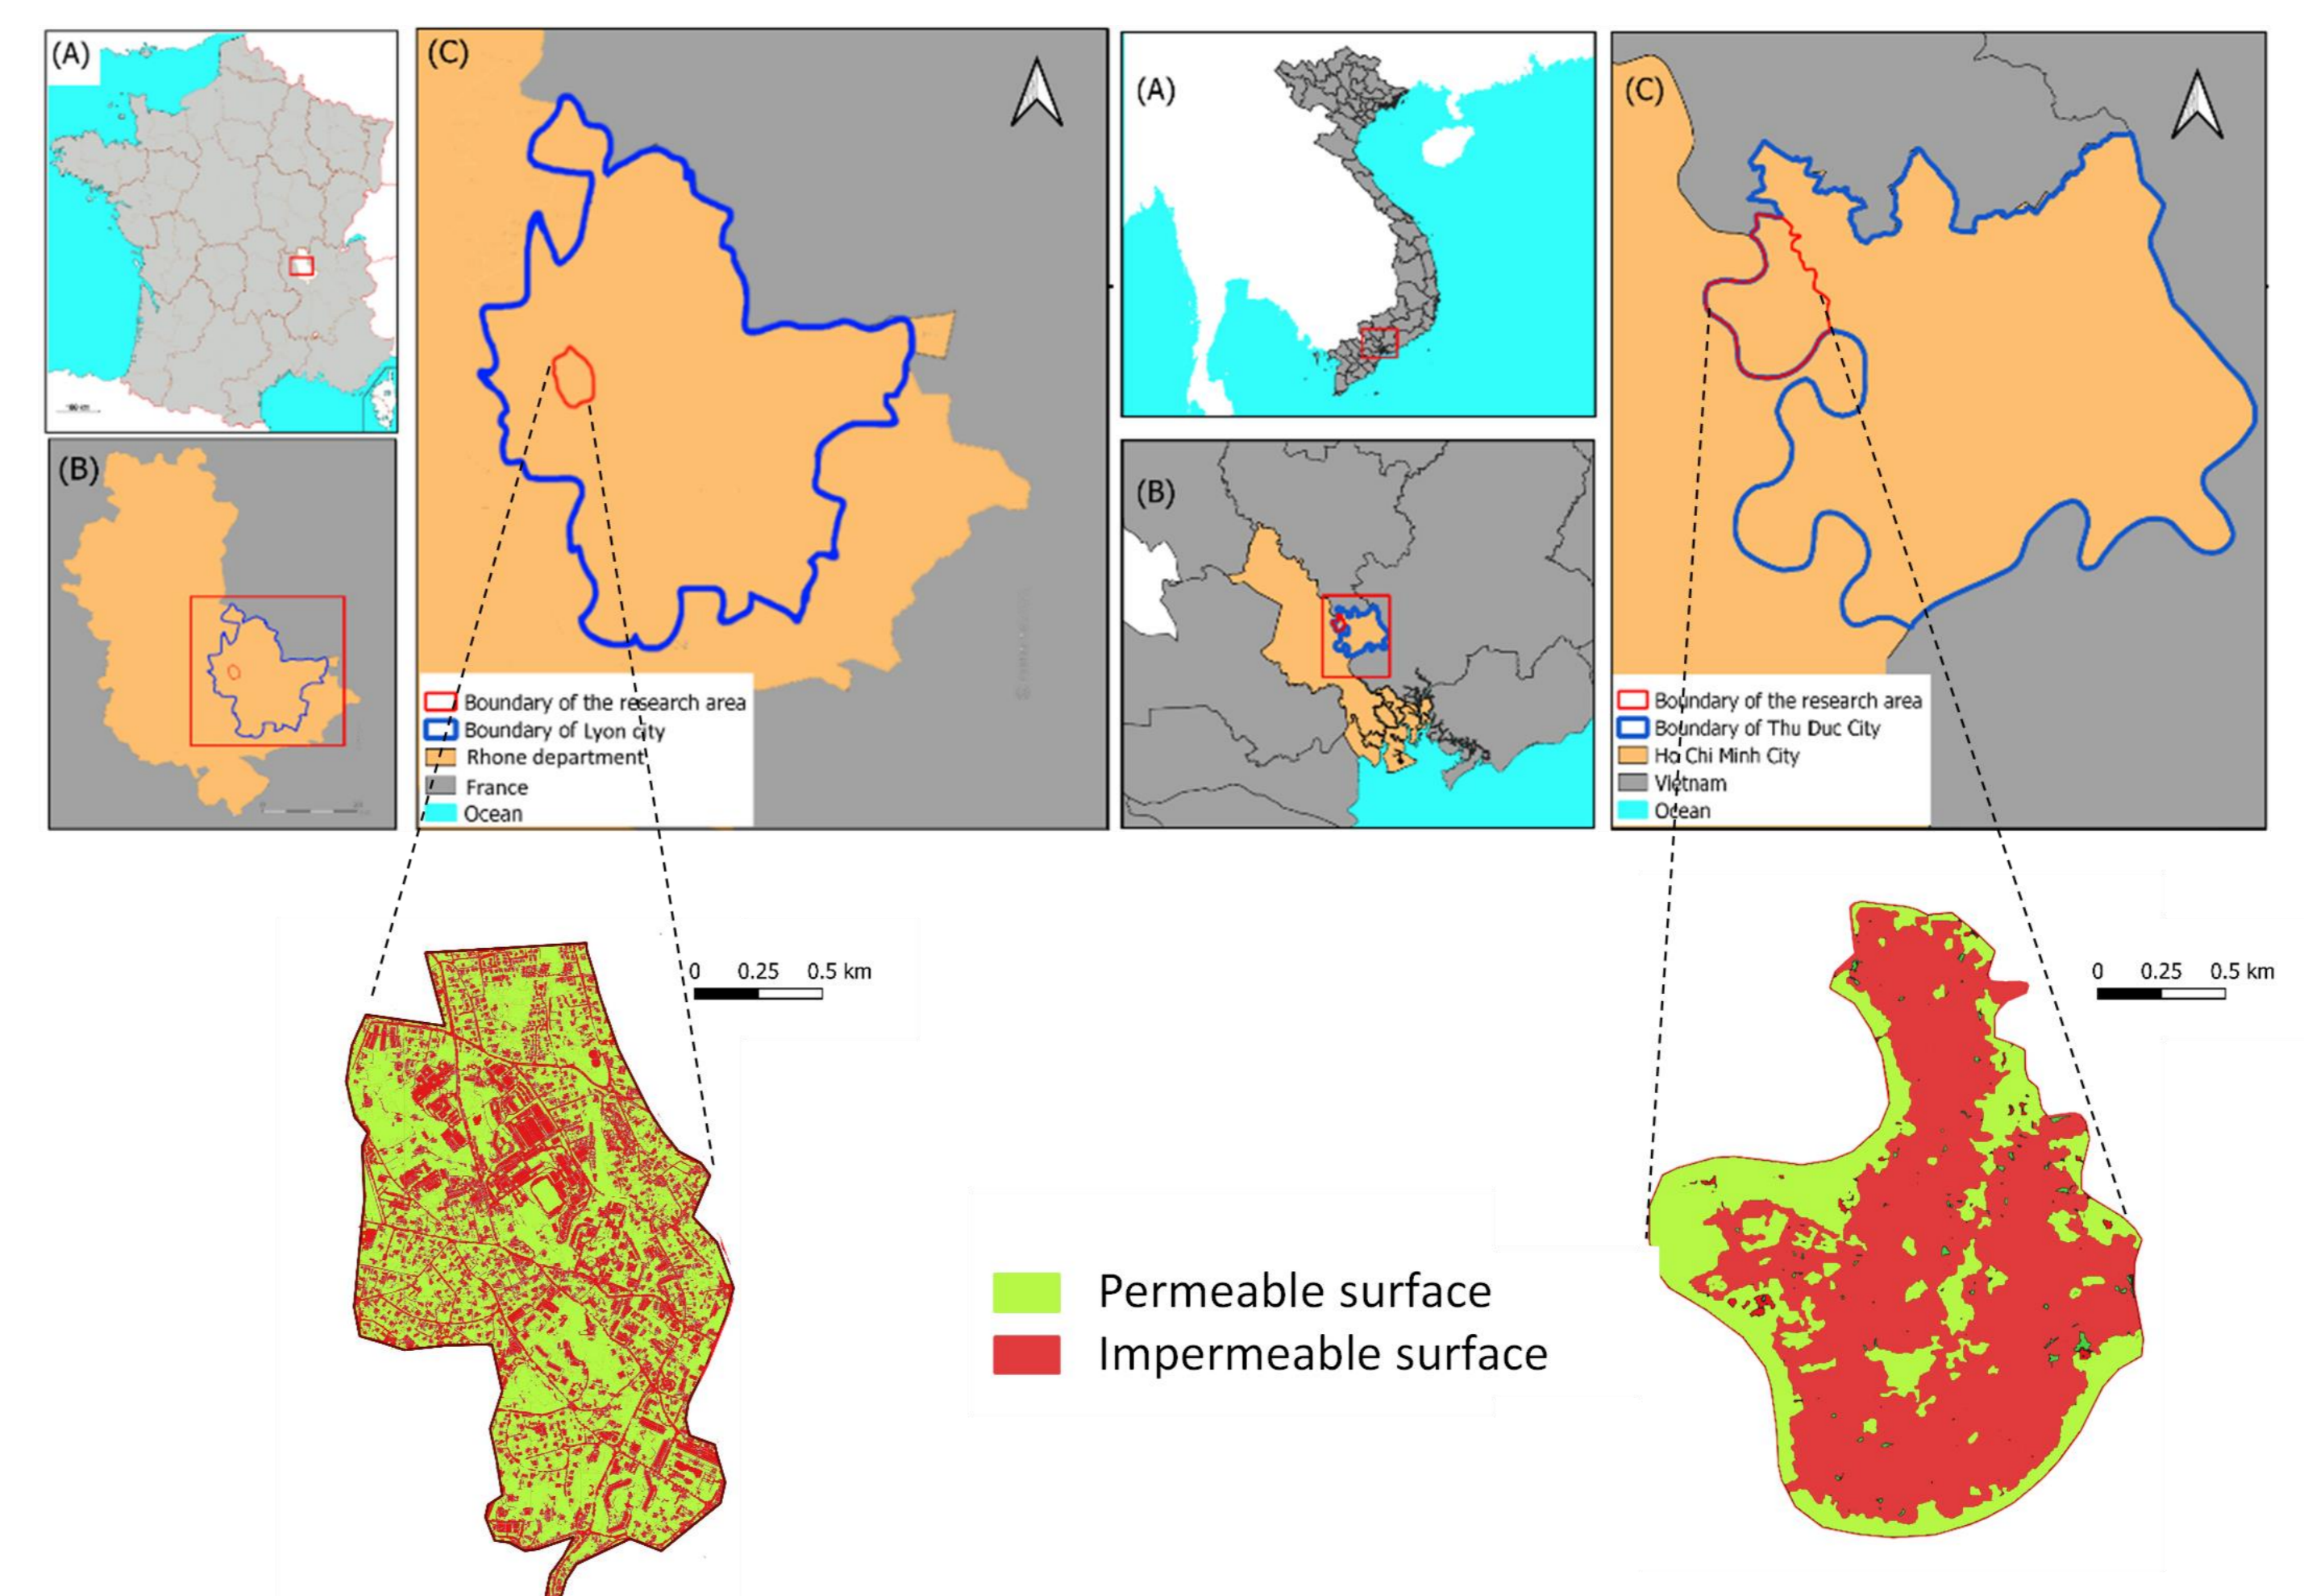 (A)
(C)
(B)
Boundary of the research area
Boundary of Lyon city
Rhone department
France
Ocean
(A)
(C)
(B)
Boundary of the research area
Boundary of Thu Duc City
Ho Chi Minh City
Vietnam
Ocean
0 0.25 0.5 km
0 0.25 0.5 km
Permeable surface
Impermeable surface